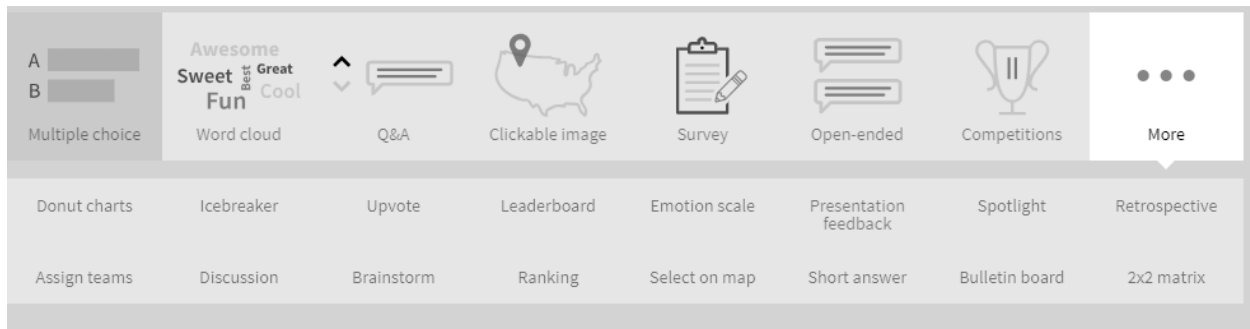 A
B
Multiple choice
Awesome
Sweet Best Great
Fun Cool
Word cloud
Q&A
Clickable image
Survey
Open-ended
Competitions
More
Donut charts
Icebreaker
Upvote
Leaderboard
Emotion scale
Presentation
feedback
Spotlight
Retrospective
Assign teams
Discussion
Brainstorm
Ranking
Select on map
Short answer
Bulletin board
2x2 matrix